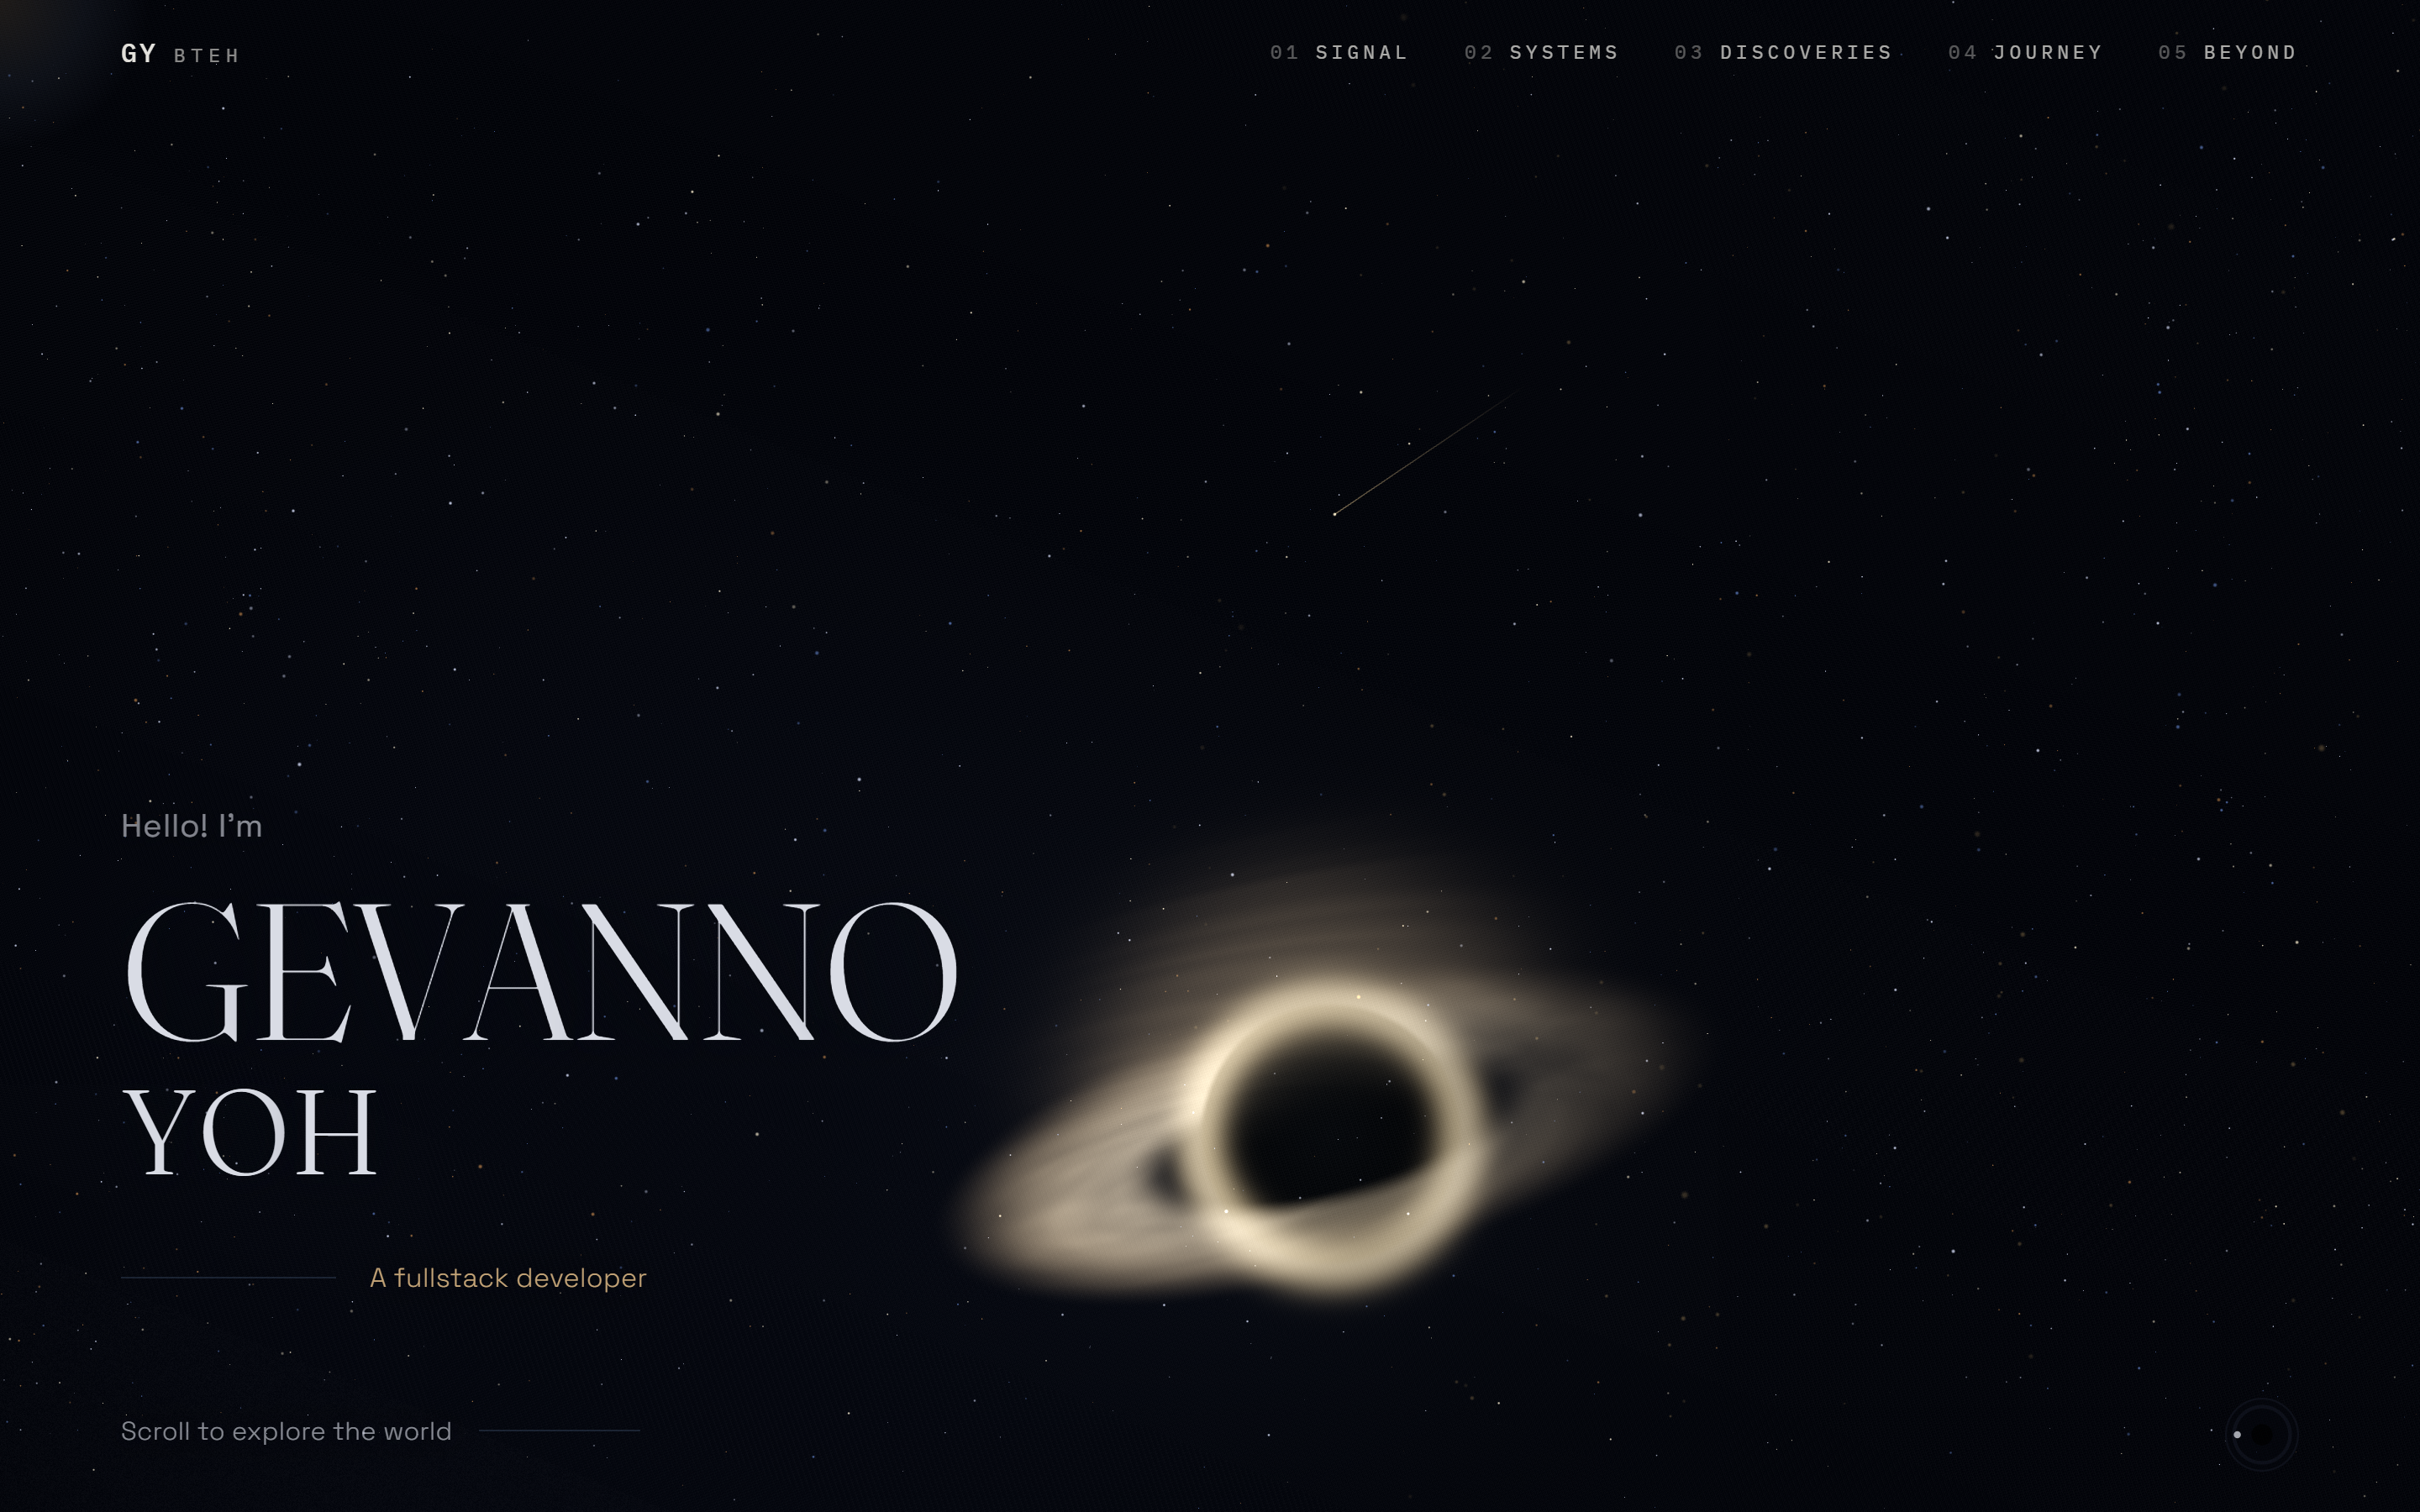 GY BTEH
01 SIGNAL 02 SYSTEMS 03 DISCOVERIES 04 JOURNEY 05 BEYOND
Hello! I’m
GEVANNO
YOH
A fullstack developer
Scroll to explore the world